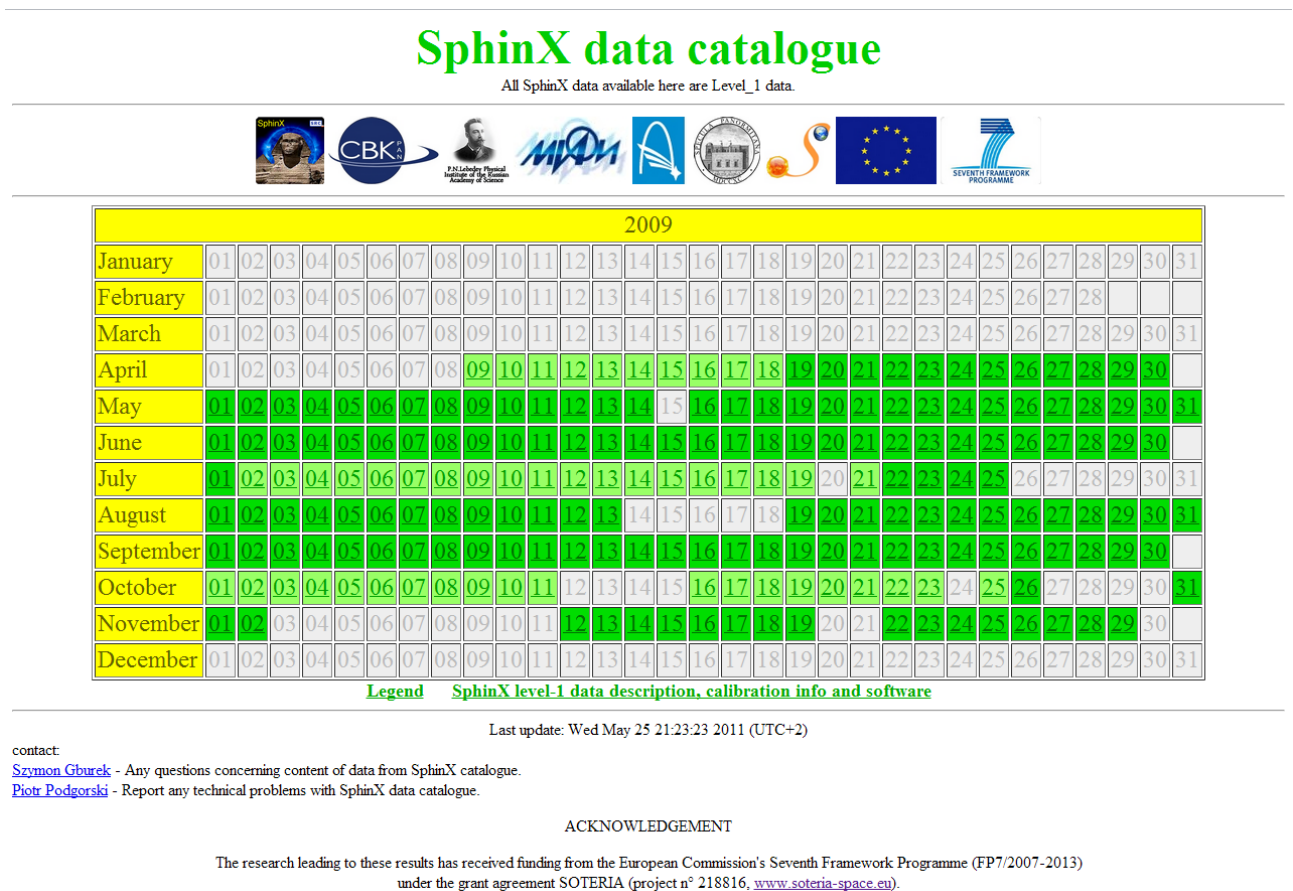 SphinX data catalogue
All SphinX data available here are Level_1 data.
SphinX
CBK PAN
P.N.Lebedev Physical
Institute of the Russian
Academy of Science
SPECULA PANORMITANA
MDCCXC
SEVENTH FRAMEWORK
PROGRAMME
2009
January 01 02 03 04 05 06 07 08 09 10 11 12 13 14 15 16 17 18 19 20 21 22 23 24 25 26 27 28 29 30 31
February 01 02 03 04 05 06 07 08 09 10 11 12 13 14 15 16 17 18 19 20 21 22 23 24 25 26 27 28
March 01 02 03 04 05 06 07 08 09 10 11 12 13 14 15 16 17 18 19 20 21 22 23 24 25 26 27 28 29 30 31
April 01 02 03 04 05 06 07 08 09 10 11 12 13 14 15 16 17 18 19 20 21 22 23 24 25 26 27 28 29 30
May 01 02 03 04 05 06 07 08 09 10 11 12 13 14 15 16 17 18 19 20 21 22 23 24 25 26 27 28 29 30 31
June 01 02 03 04 05 06 07 08 09 10 11 12 13 14 15 16 17 18 19 20 21 22 23 24 25 26 27 28 29 30
July 01 02 03 04 05 06 07 08 09 10 11 12 13 14 15 16 17 18 19 20 21 22 23 24 25 26 27 28 29 30 31
August 01 02 03 04 05 06 07 08 09 10 11 12 13 14 15 16 17 18 19 20 21 22 23 24 25 26 27 28 29 30 31
September 01 02 03 04 05 06 07 08 09 10 11 12 13 14 15 16 17 18 19 20 21 22 23 24 25 26 27 28 29 30
October 01 02 03 04 05 06 07 08 09 10 11 12 13 14 15 16 17 18 19 20 21 22 23 24 25 26 27 28 29 30 31
November 01 02 03 04 05 06 07 08 09 10 11 12 13 14 15 16 17 18 19 20 21 22 23 24 25 26 27 28 29 30
December 01 02 03 04 05 06 07 08 09 10 11 12 13 14 15 16 17 18 19 20 21 22 23 24 25 26 27 28 29 30 31
Legend SphinX level-1 data description, calibration info and software
Last update: Wed May 25 21:23:23 2011 (UTC+2)
contact:
Szymon Gburek - Any questions concerning content of data from SphinX catalogue.
Piotr Podgorski - Report any technical problems with SphinX data catalogue.
ACKNOWLEDGEMENT
The research leading to these results has received funding from the European Commission's Seventh Framework Programme (FP7/2007-2013)
under the grant agreement SOTERIA (project n° 218816, www.soteria-space.eu).